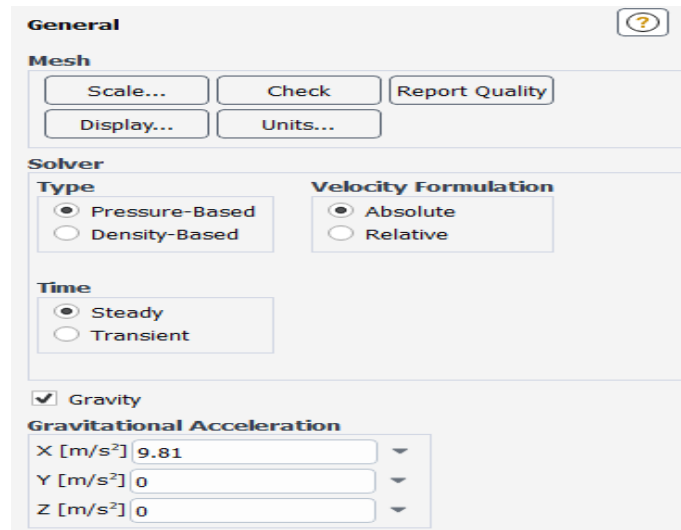 General
?
Mesh
Scale... Check Report Quality
Display... Units...
Solver
Type Velocity Formulation
Pressure-Based Absolute
Density-Based Relative
Time
Steady
Transient
Gravity
Gravitational Acceleration
X [m/s²] 9.81
Y [m/s²] 0
Z [m/s²] 0